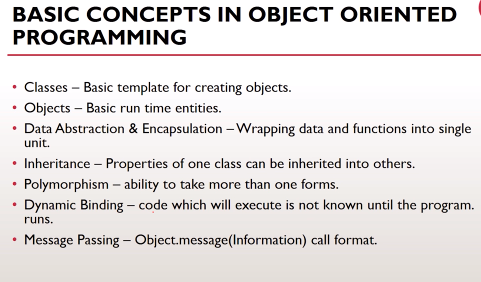 BASIC CONCEPTS IN OBJECT ORIENTED
PROGRAMMING
• Classes – Basic template for creating objects.
• Objects – Basic run time entities.
• Data Abstraction & Encapsulation – Wrapping data and functions into single
unit.
• Inheritance – Properties of one class can be inherited into others.
• Polymorphism – ability to take more than one forms.
• Dynamic Binding – code which will execute is not known until the program.
runs.
• Message Passing – Object.message(Information) call format.